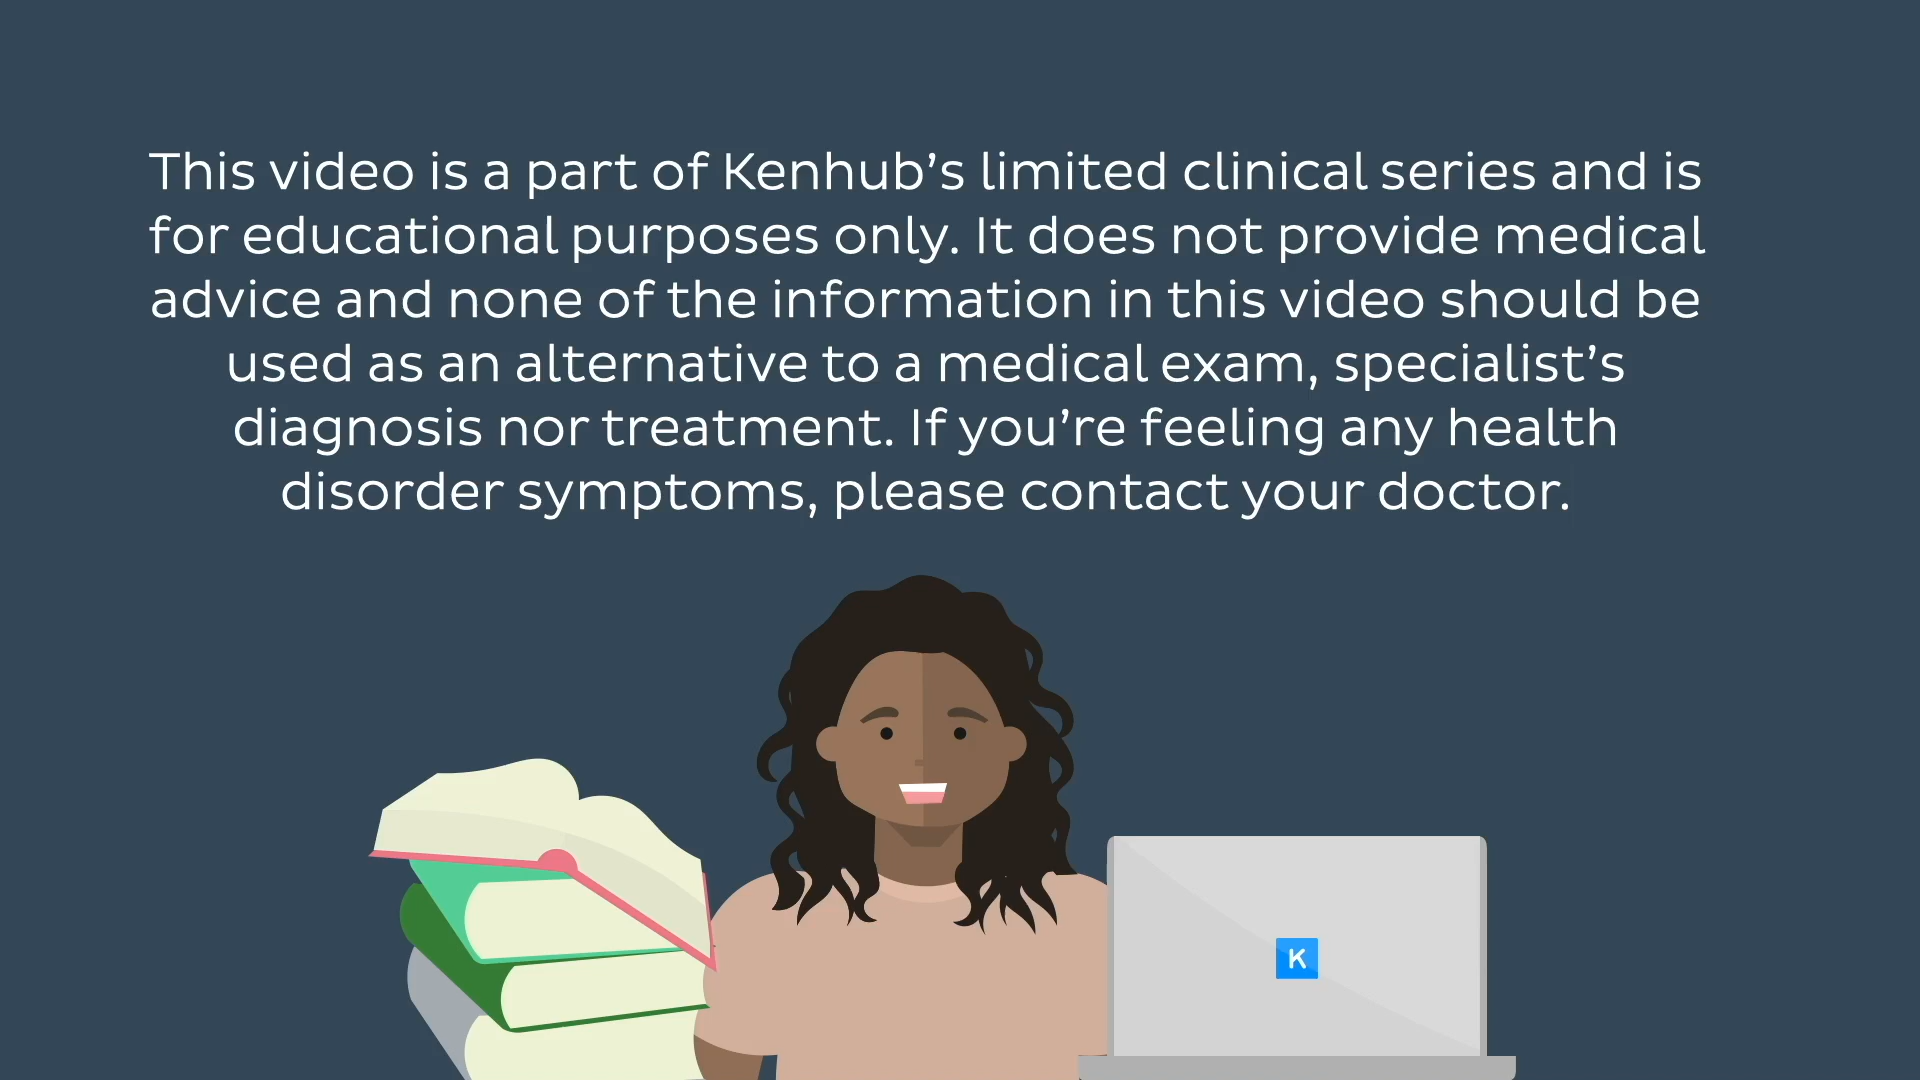 This video is a part of Kenhub’s limited clinical series and is
for educational purposes only. It does not provide medical
advice and none of the information in this video should be
used as an alternative to a medical exam, specialist’s
diagnosis nor treatment. If you’re feeling any health
disorder symptoms, please contact your doctor.
K